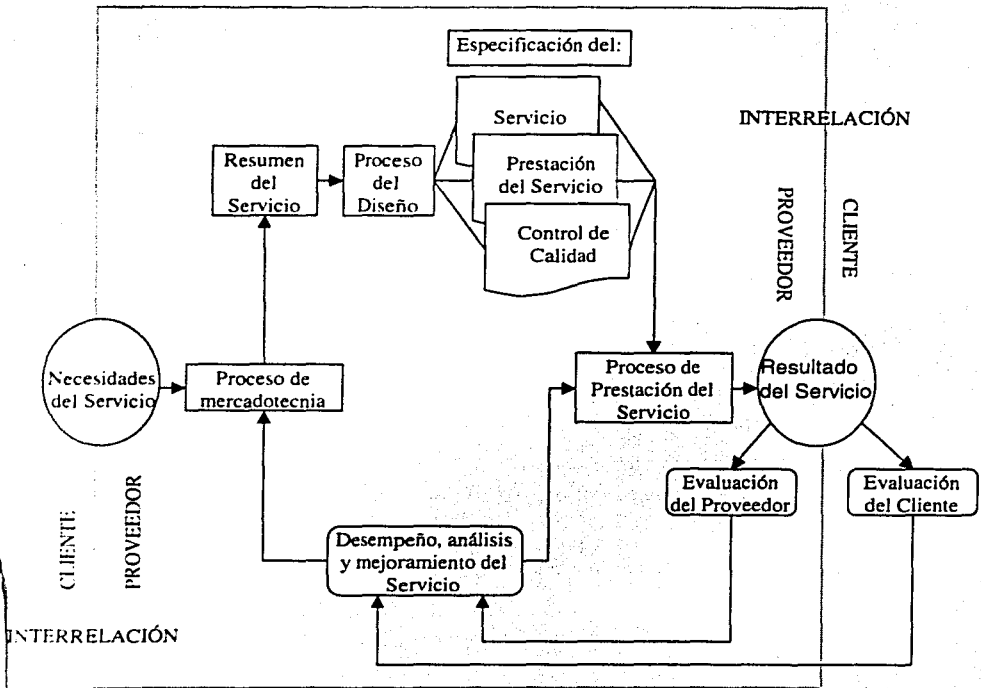 Especificación del:
Servicio
Prestación
del Servicio
Control de
Calidad
INTERRELACIÓN
PROVEEDOR
CLIENTE
Resumen
del
Servicio
Proceso
del
Diseño
Necesidades
del Servicio
Proceso de
mercadotecnia
Proceso de
Prestación del
Servicio
Resultado
del Servicio
Evaluación
del Proveedor
Evaluación
del Cliente
Desempeño, análisis
y mejoramiento del
Servicio
CLIENTE
PROVEEDOR
INTERRELACIÓN